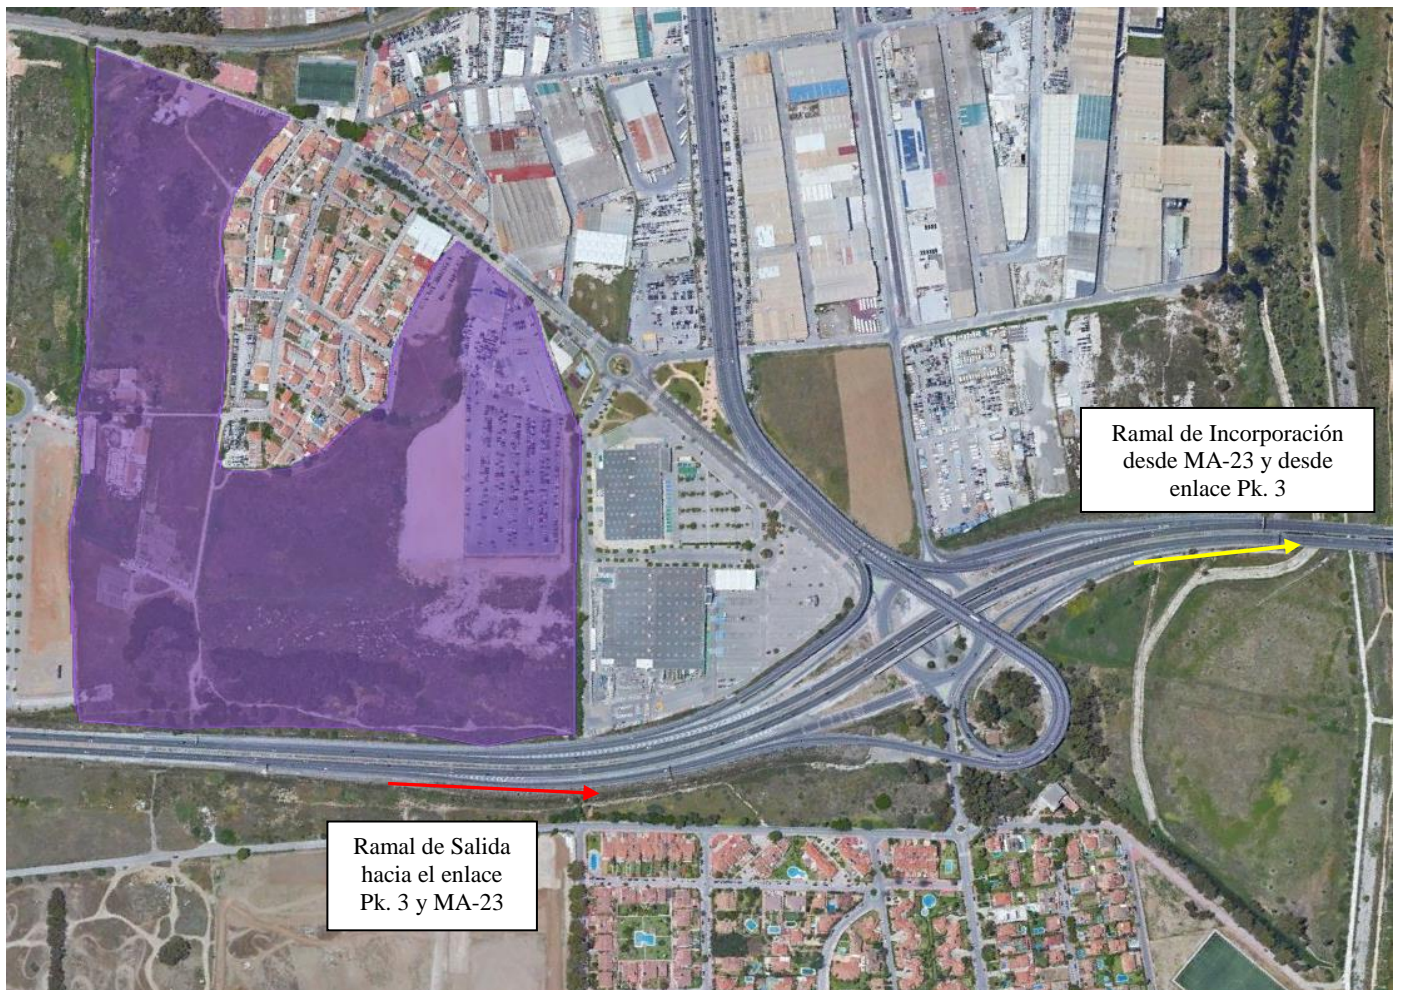 Ramal de Incorporación
desde MA-23 y desde
enlace Pk. 3
Ramal de Salida
hacia el enlace
Pk. 3 y MA-23